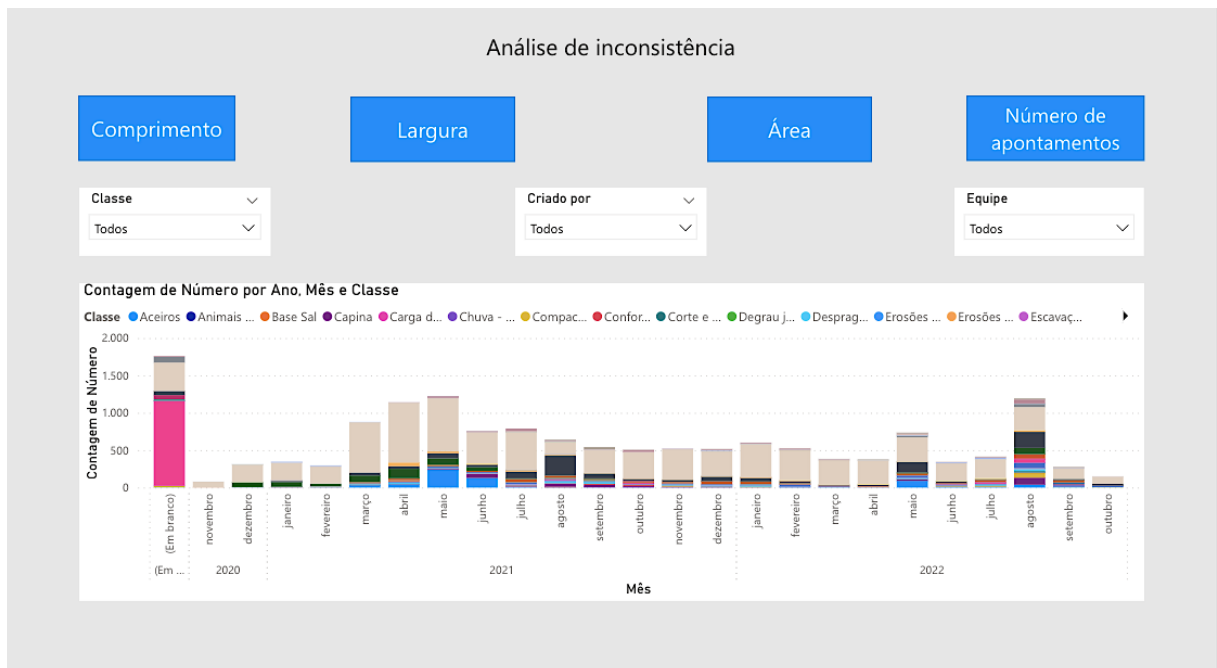 Análise de inconsistência
Comprimento
Largura
Área
Número de
apontamentos
Classe
Todos
Criado por
Todos
Equipe
Todos
Contagem de Número por Ano, Mês e Classe
Classe Aceiros Animais ... Base Sal Capina Carga d... Chuva - ... Compac... Confor... Corte e ... Degrau j... Desprag... Erosões ... Erosões ... Escavaç...
Contagem de Número
2.000
1.500
1.000
500
0
(Em branco) novembro dezembro janeiro fevereiro março abril maio junho julho agosto setembro outubro novembro dezembro janeiro fevereiro março abril maio junho julho agosto setembro outubro
(Em ... 2020 2021 2022
Mês